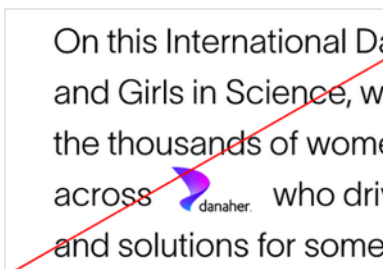 On this International Da
and Girls in Science, w
the thousands of wome
across danaher. who driv
and solutions for some